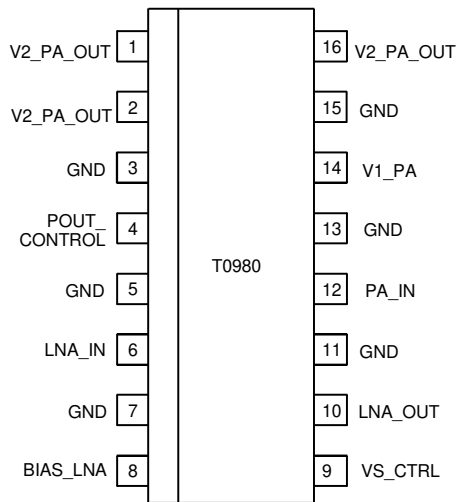 V2_PA_OUT 1 16 V2_PA_OUT
V2_PA_OUT 2 15 GND
GND 3 14 V1_PA
POUT_
CONTROL 4 13 GND
T0980
GND 5 12 PA_IN
LNA_IN 6 11 GND
GND 7 10 LNA_OUT
BIAS_LNA 8 9 VS_CTRL